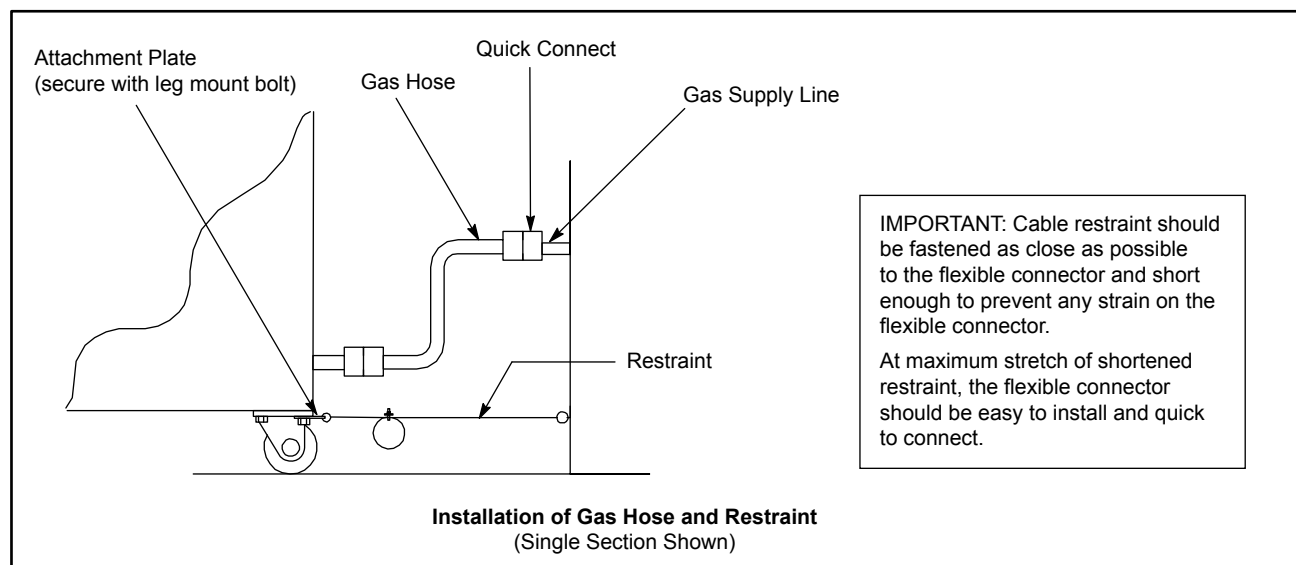 Attachment Plate
(secure with leg mount bolt)
Gas Hose
Quick Connect
Gas Supply Line
Restraint
IMPORTANT: Cable restraint should
be fastened as close as possible
to the flexible connector and short
enough to prevent any strain on the
flexible connector.
At maximum stretch of shortened
restraint, the flexible connector
should be easy to install and quick
to connect.
Installation of Gas Hose and Restraint
(Single Section Shown)